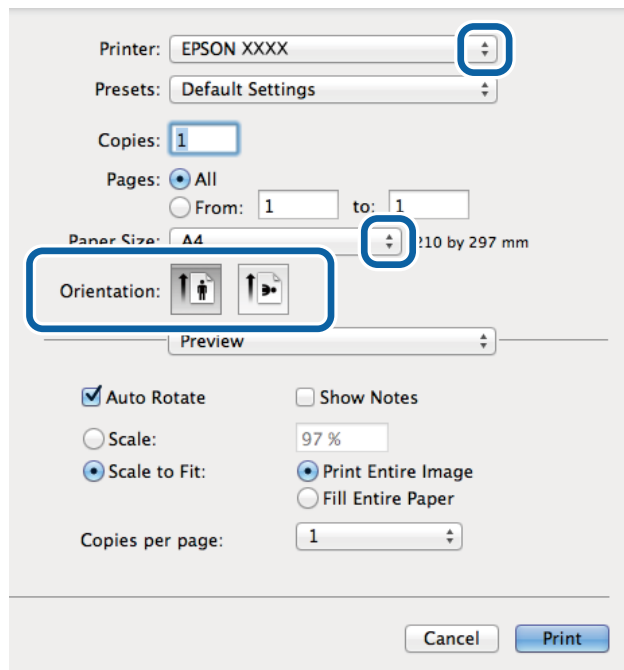 Printer: EPSON XXXX
Presets: Default Settings
Copies: 1
Pages: All
From: 1 to: 1
Paper Size: A4 210 by 297 mm
Orientation:
Preview
Auto Rotate Show Notes
Scale: 97 %
Scale to Fit: Print Entire Image
Fill Entire Paper
Copies per page: 1
Cancel Print